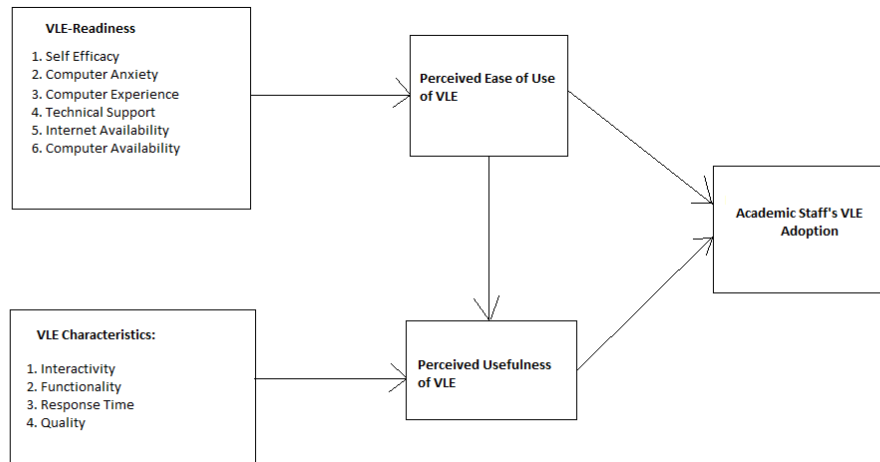 VLE-Readiness
1. Self Efficacy
2. Computer Anxiety
3. Computer Experience
4. Technical Support
5. Internet Availability
6. Computer Availability
Perceived Ease of Use
of VLE
Academic Staff's VLE
Adoption
VLE Characteristics:
1. Interactivity
2. Functionality
3. Response Time
4. Quality
Perceived Usefulness
of VLE